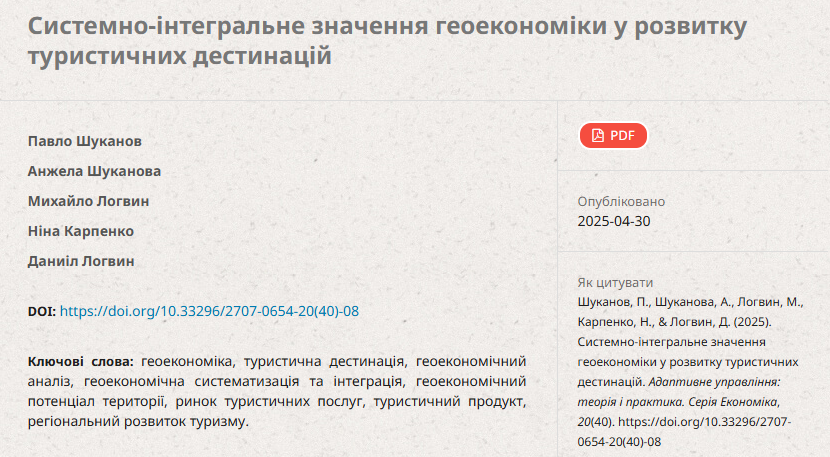 Системно-інтегральне значення геоекономіки у розвитку
туристичних дестинацій
Павло Шуканов
Анжела Шуканова
Михайло Логвин
Ніна Карпенко
Даниіл Логвин
DOI: https://doi.org/10.33296/2707-0654-20(40)-08
Ключові слова: геоекономіка, туристична дестинація, геоекономічний
аналіз, геоекономічна систематизація та інтеграція, геоекономічний
потенціал території, ринок туристичних послуг, туристичний продукт,
регіональний розвиток туризму.
PDF
Опубліковано
2025-04-30
Як цитувати
Шуканов, П., Шуканова, А., Логвин, М.,
Карпенко, Н., & Логвин, Д. (2025).
Системно-інтегральне значення
геоекономіки у розвитку туристичних
дестинацій. Адаптивне управління:
теорія і практика. Серія Економіка,
20(40). https://doi.org/10.33296/2707-
0654-20(40)-08